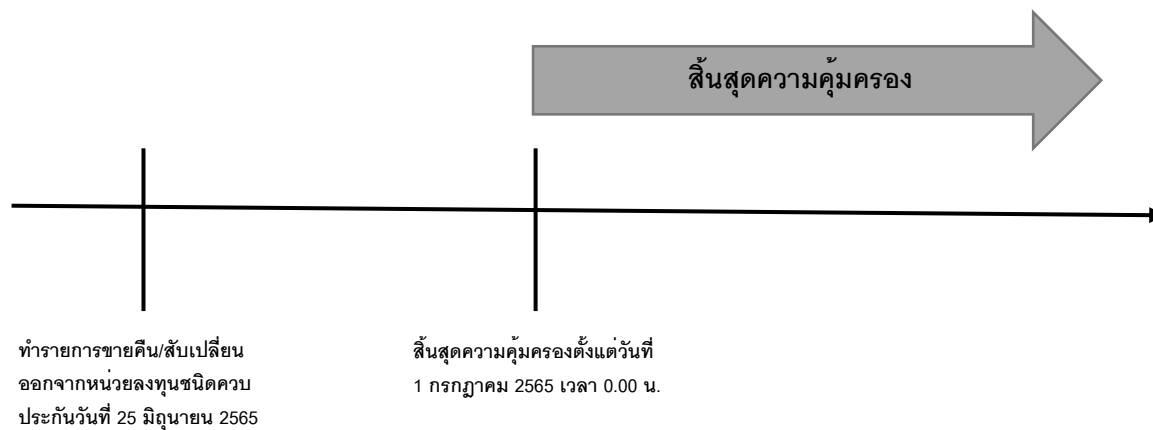 สิ้นสุดความคุ้มครอง
ทำรายการขายคืน/สับเปลี่ยน
ออกจากหน่วยลงทุนชนิดควบ
ประกันวันที่ 25 มิถุนายน 2565
สิ้นสุดความคุ้มครองตั้งแต่วันที่
1 กรกฎาคม 2565 เวลา 0.00 น.